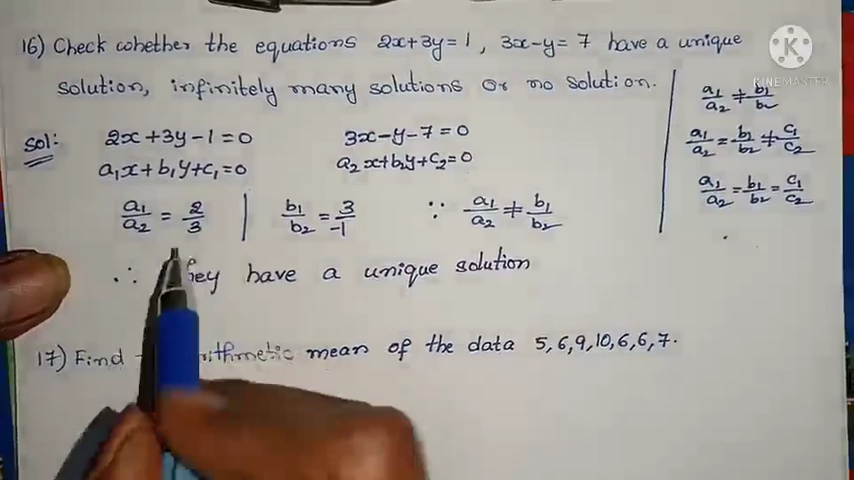 16) Check whether the equations 2x+3y=1, 3x-y=7 have a unique
solution, infinitely many solutions or no solution.
Sol:
2x+3y-1=0 3x-y-7=0
a₁x+b₁y+c₁=0 a₂x+b₂y+c₂=0
a₁/a₂ = 2/3 | b₁/b₂ = 3/-1 ∵ a₁/a₂ ≠ b₁/b₂
∴ have a unique solution
a₁/a₂ ≠ b₁/b₂
a₁/a₂ = b₁/b₂ ≠ c₁/c₂
a₁/a₂ = b₁/b₂ = c₁/c₂
17) Find mean of the data 5, 6, 9, 10, 6, 6, 7.
KINEMASTER